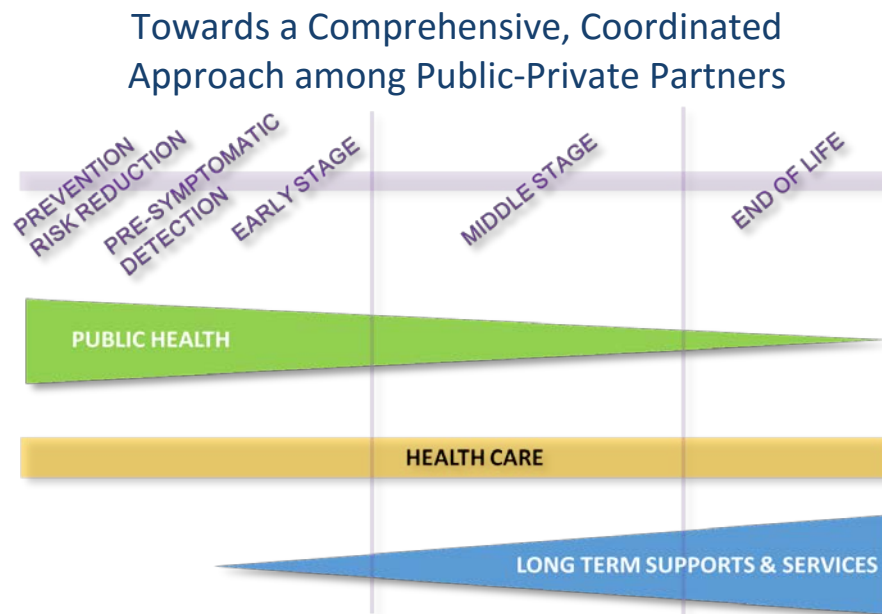 Towards a Comprehensive, Coordinated
Approach among Public-Private Partners
PREVENTION
RISK REDUCTION
PRE-SYMPTOMATIC
DETECTION
EARLY STAGE
MIDDLE STAGE
END OF LIFE
PUBLIC HEALTH
HEALTH CARE
LONG TERM SUPPORTS & SERVICES